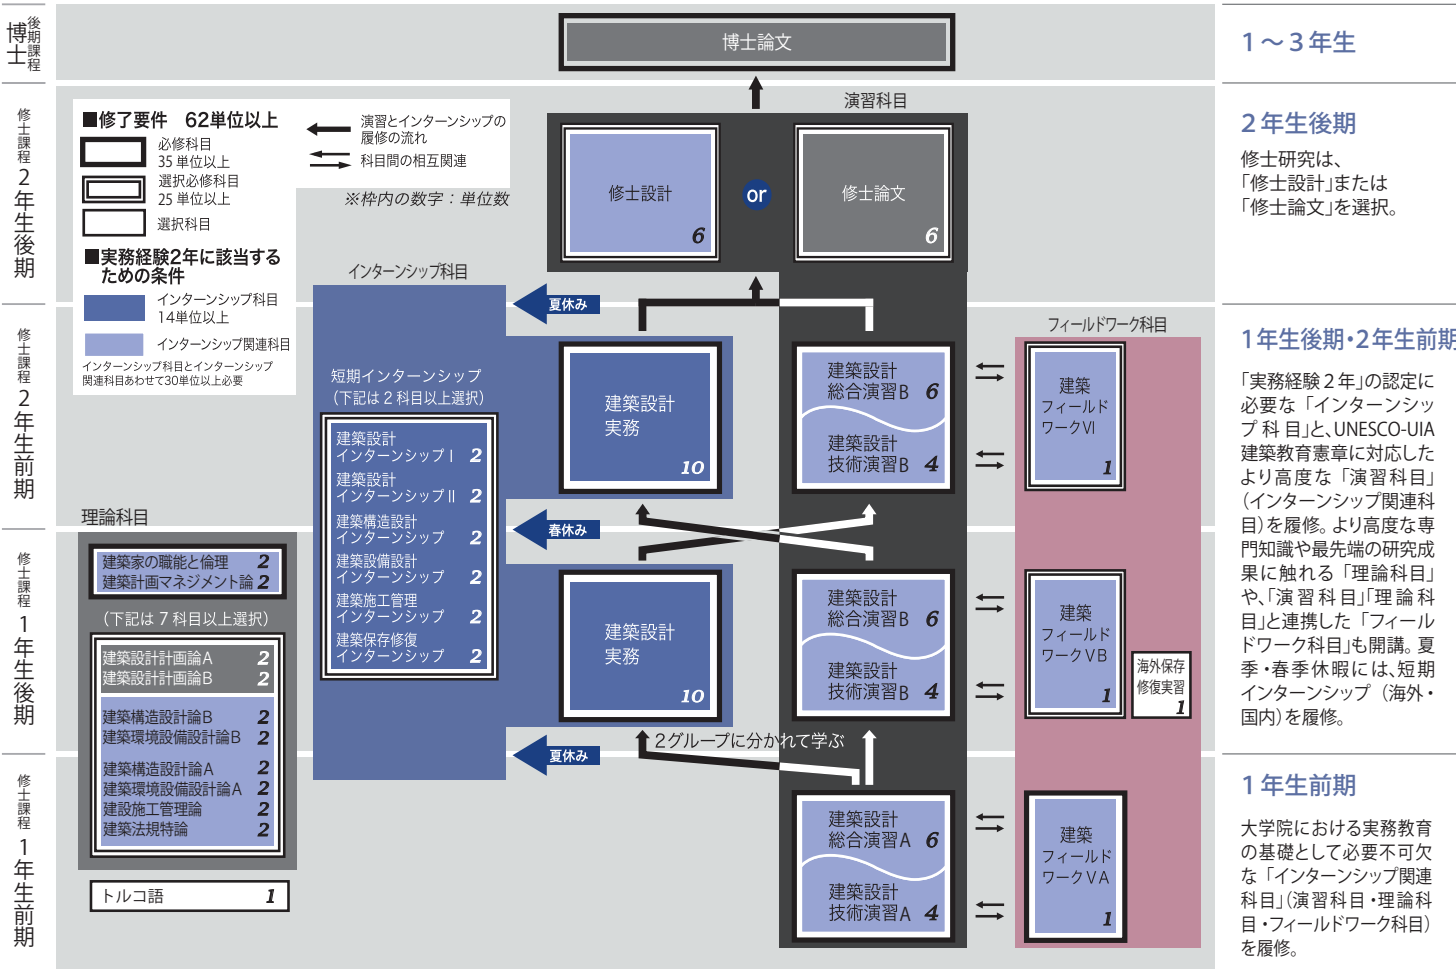 博士
後期課程
博士論文
1～3年生
修士課程 2年生後期
■修了要件　62単位以上
必修科目
35単位以上
選択必修科目
25単位以上
選択科目
■実務経験2年に該当する
ための条件
インターンシップ科目
14単位以上
インターンシップ関連科目
インターンシップ科目とインターンシップ
関連科目あわせて30単位以上必要
演習とインターンシップの
履修の流れ
科目間の相互関連
※枠内の数字：単位数
演習科目
修士設計
6
or
修士論文
6
2年生後期
修士研究は、
「修士設計」または
「修士論文」を選択。
修士課程 2年生前期
インターンシップ科目
夏休み
短期インターンシップ
（下記は2科目以上選択）
建築設計
インターンシップⅠ 2
建築設計
インターンシップⅡ 2
建築構造設計
インターンシップ 2
建築設備設計
インターンシップ 2
建築施工管理
インターンシップ 2
建築保存修復
インターンシップ 2
建築設計
実務
10
建築設計
総合演習B 6
建築設計
技術演習B 4
フィールドワーク科目
建築
フィールド
ワークⅥ
1
春休み
1年生後期・2年生前期
「実務経験2年」の認定に
必要な「インターンシッ
プ科目」と、UNESCO-UIA
建築教育憲章に対応した
より高度な「演習科目」
（インターンシップ関連科
目）を履修。より高度な専
門知識や最先端の研究成
果に触れる「理論科目」
や、「演習科目」「理論科
目」と連携した「フィール
ドワーク科目」も開講。夏
季・春季休暇には、短期
インターンシップ（海外・
国内）を履修。
修士課程 1年生後期
理論科目
建築家の職能と倫理 2
建築計画マネジメント論 2
（下記は7科目以上選択）
建築設計計画論A 2
建築設計計画論B 2
建築構造設計論B 2
建築環境設備設計論B 2
建築構造設計論A 2
建築環境設備設計論A 2
建設施工管理論 2
建築法規特論 2
トルコ語 1
建築設計
実務
10
建築設計
総合演習B 6
建築設計
技術演習B 4
建築
フィールド
ワークⅤB
1
海外保存
修復実習
1
夏休み
2グループに分かれて学ぶ
修士課程 1年生前期
建築設計
総合演習A 6
建築設計
技術演習A 4
建築
フィールド
ワークⅤA
1
1年生前期
大学院における実務教育
の基礎として必要不可欠
な「インターンシップ関連
科目」（演習科目・理論科
目・フィールドワーク科目）
を履修。